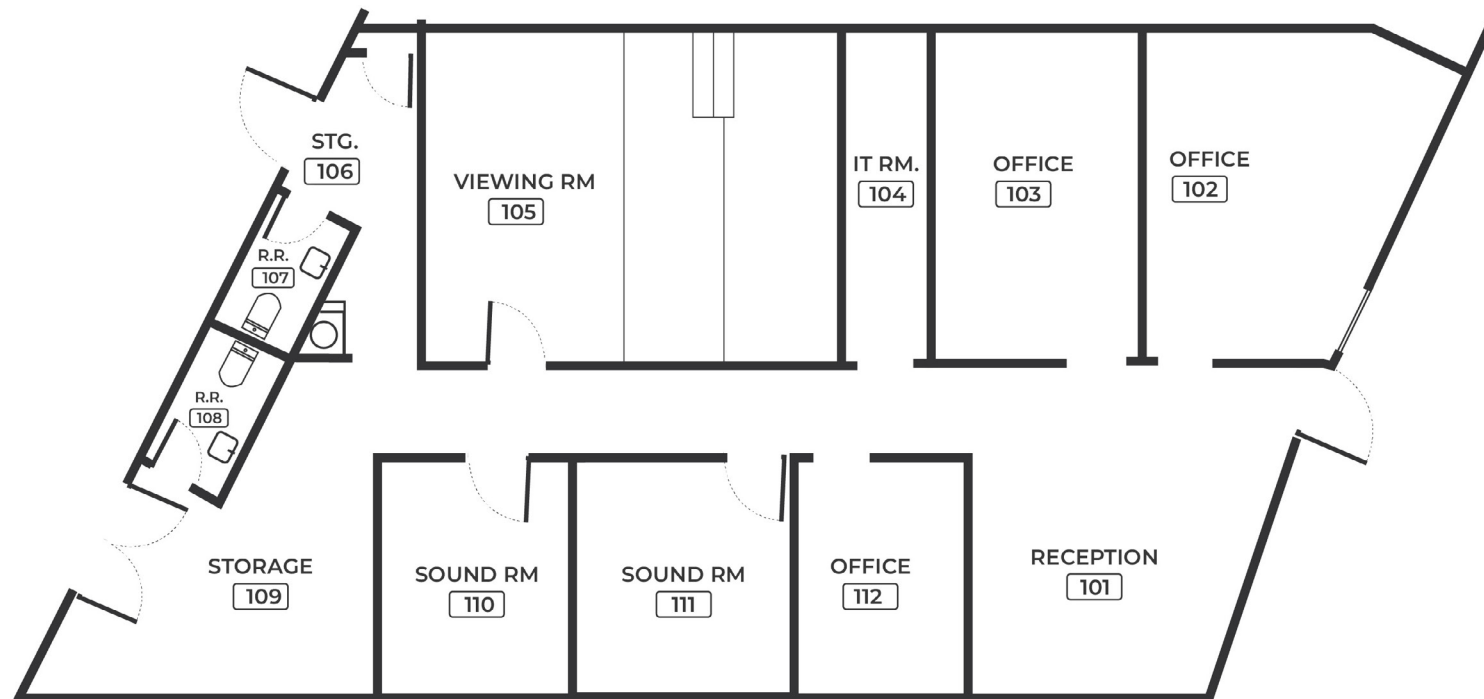 STG.
106
VIEWING RM
105
IT RM.
104
OFFICE
103
OFFICE
102
R.R.
107
R.R.
108
STORAGE
109
SOUND RM
110
SOUND RM
111
OFFICE
112
RECEPTION
101